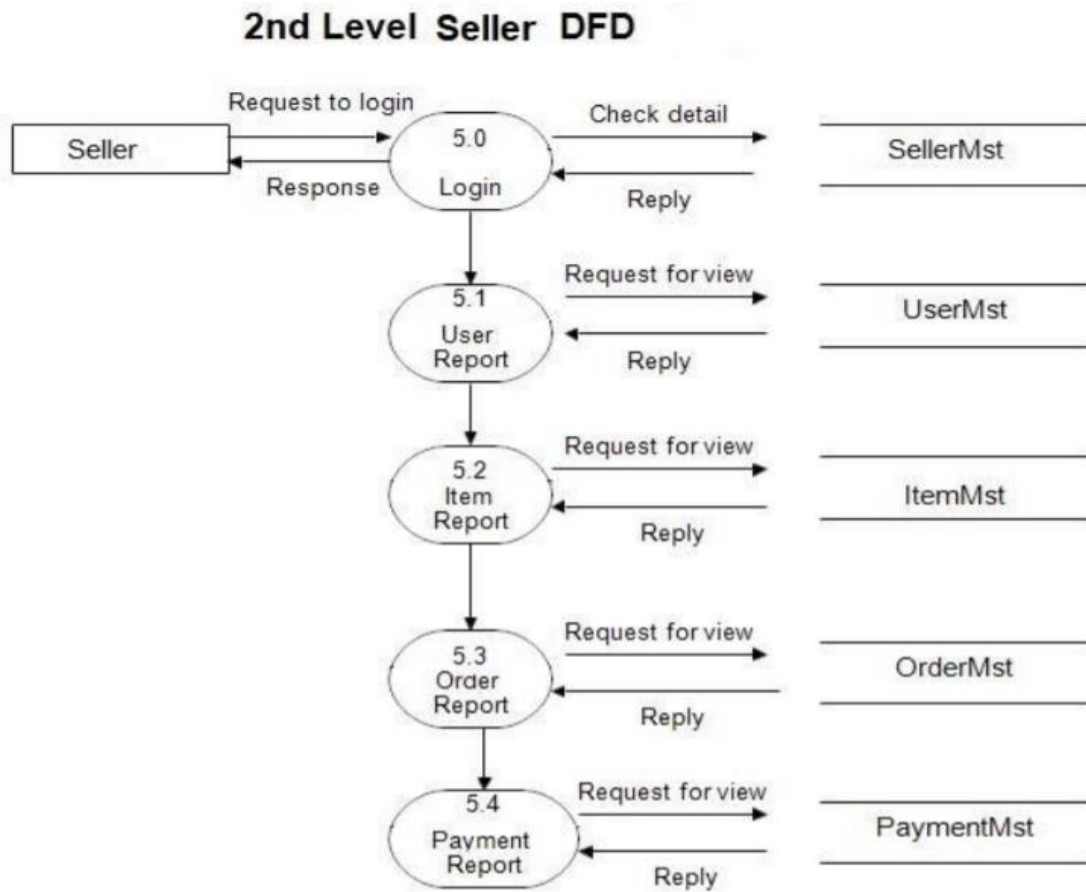 2nd Level Seller DFD
Request to login
Check detail
Seller
5.0
SellerMst
Response
Login
Reply
Request for view
5.1
UserMst
User
Report
Reply
Request for view
5.2
Item
ItemMst
Report
Reply
Request for view
5.3
Order
OrderMst
Report
Reply
Request for view
5.4
PaymentMst
Payment
Report
Reply